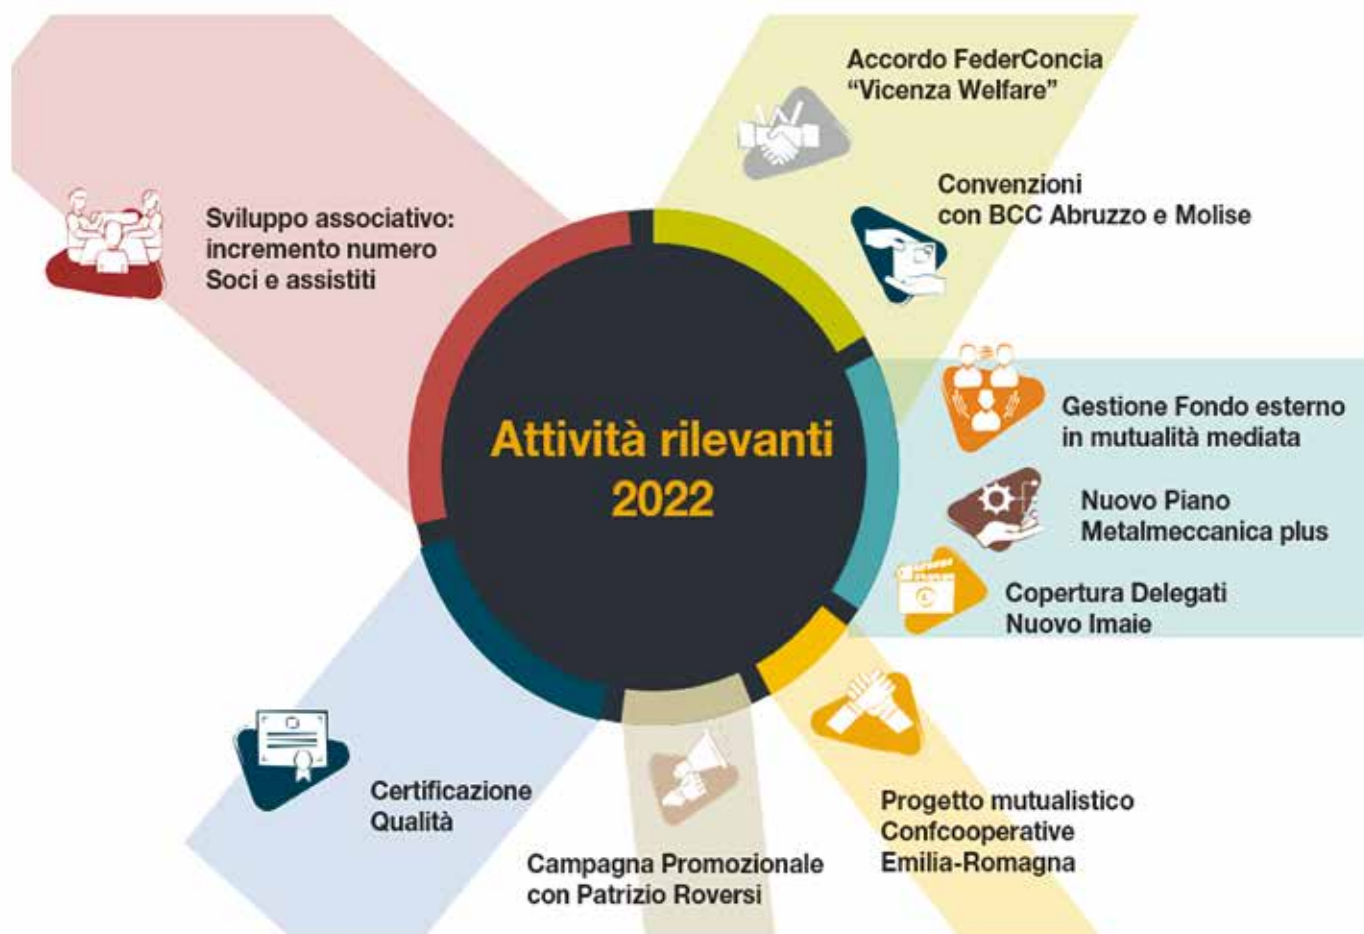 Accordo FederConcia
“Vicenza Welfare”
Convenzioni
con BCC Abruzzo e Molise
Sviluppo associativo:
incremento numero
Soci e assistiti
Attività rilevanti
2022
Gestione Fondo esterno
in mutualità mediata
Nuovo Piano
Metalmeccanica plus
Copertura Delegati
Nuovo Imaie
Certificazione
Qualità
Progetto mutualistico
Confcooperative
Emilia-Romagna
Campagna Promozionale
con Patrizio Roversi